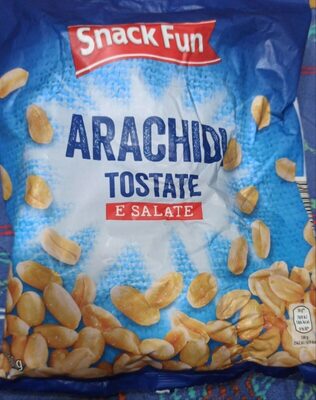 Snack Fun
ARACHIDI
TOSTATE
E SALATE
g